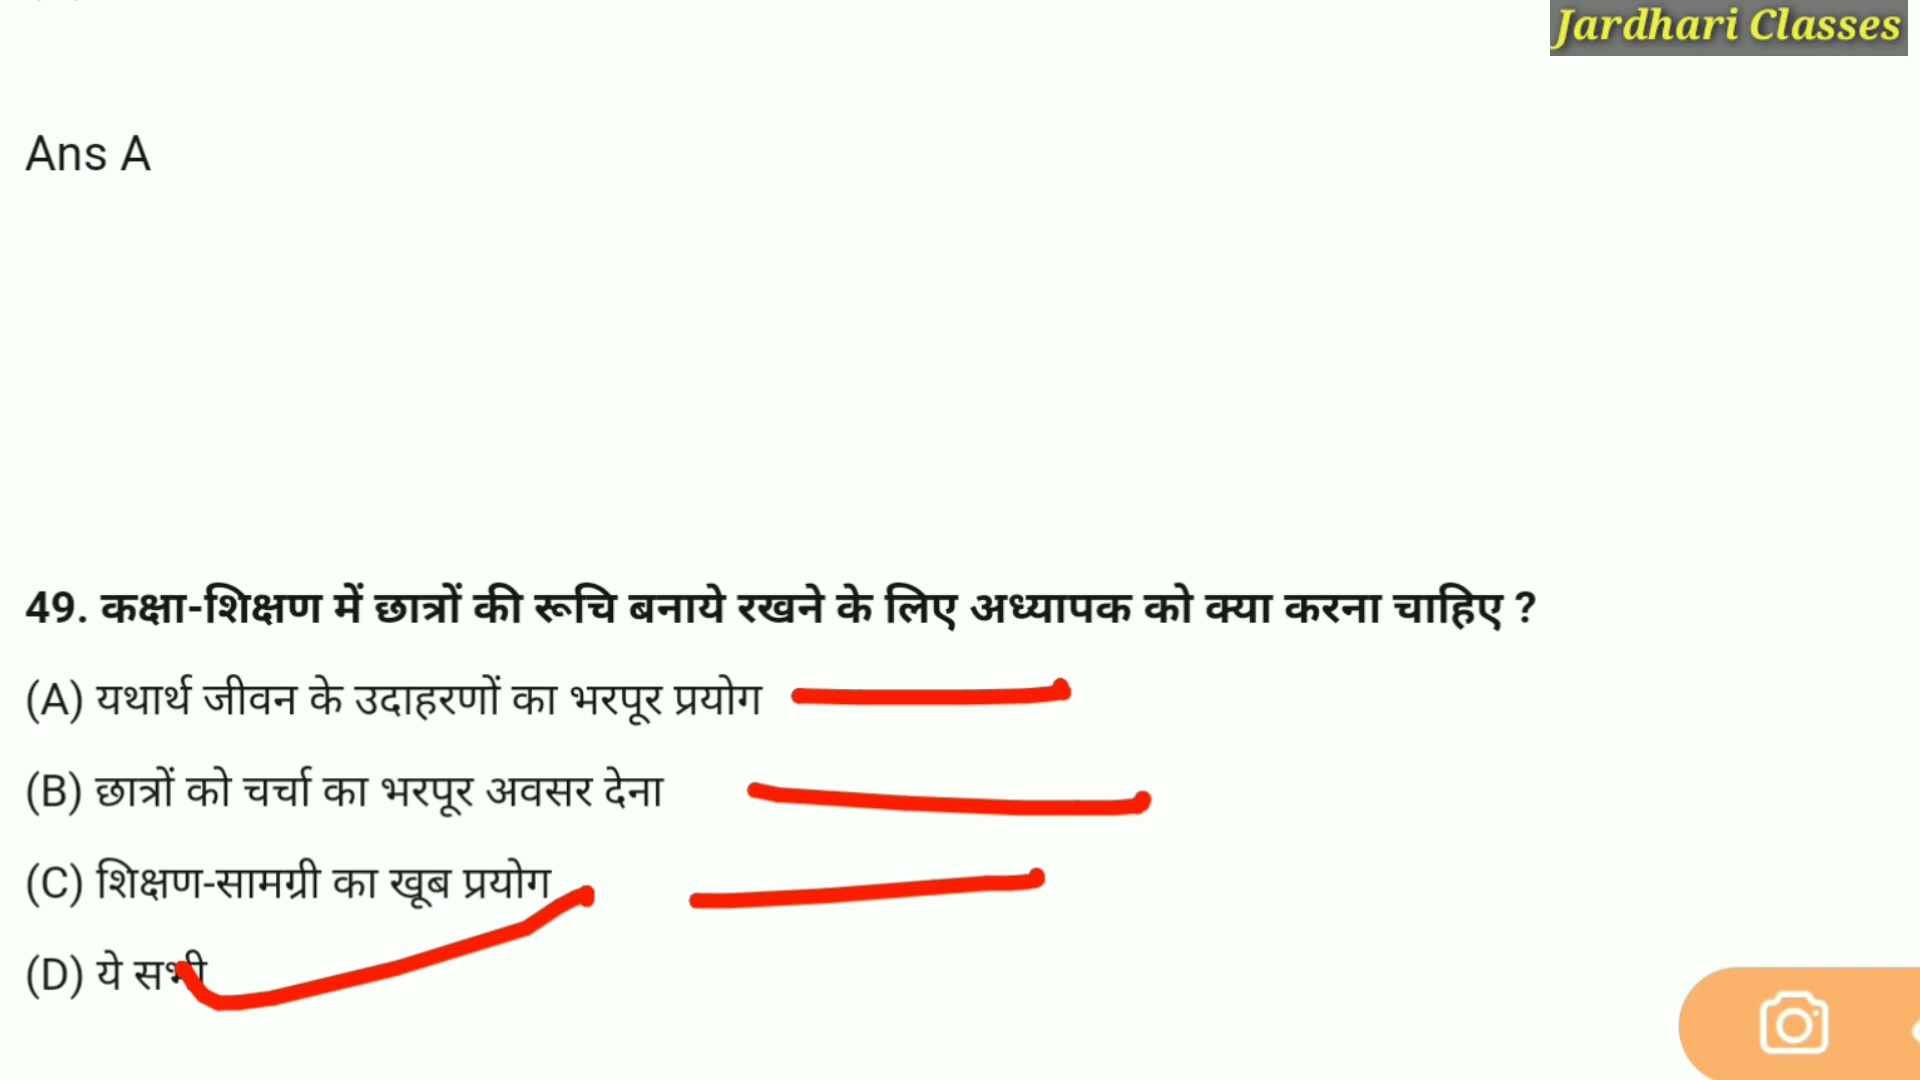 Jardhari Classes
Ans A
49. कक्षा-शिक्षण में छात्रों की रूचि बनाये रखने के लिए अध्यापक को क्या करना चाहिए ?
(A) यथार्थ जीवन के उदाहरणों का भरपूर प्रयोग
(B) छात्रों को चर्चा का भरपूर अवसर देना
(C) शिक्षण-सामग्री का खूब प्रयोग
(D) ये सभी